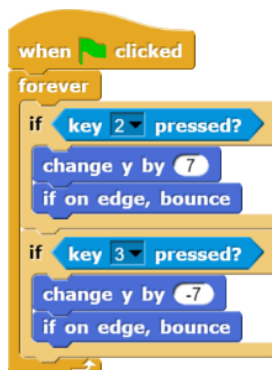 when clicked
forever
if key 2 pressed?
change y by 7
if on edge, bounce
if key 3 pressed?
change y by -7
if on edge, bounce